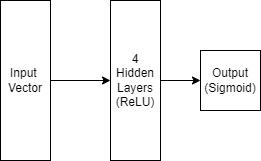 Input
Vector
4
Hidden
Layers
(ReLU)
Output
(Sigmoid)